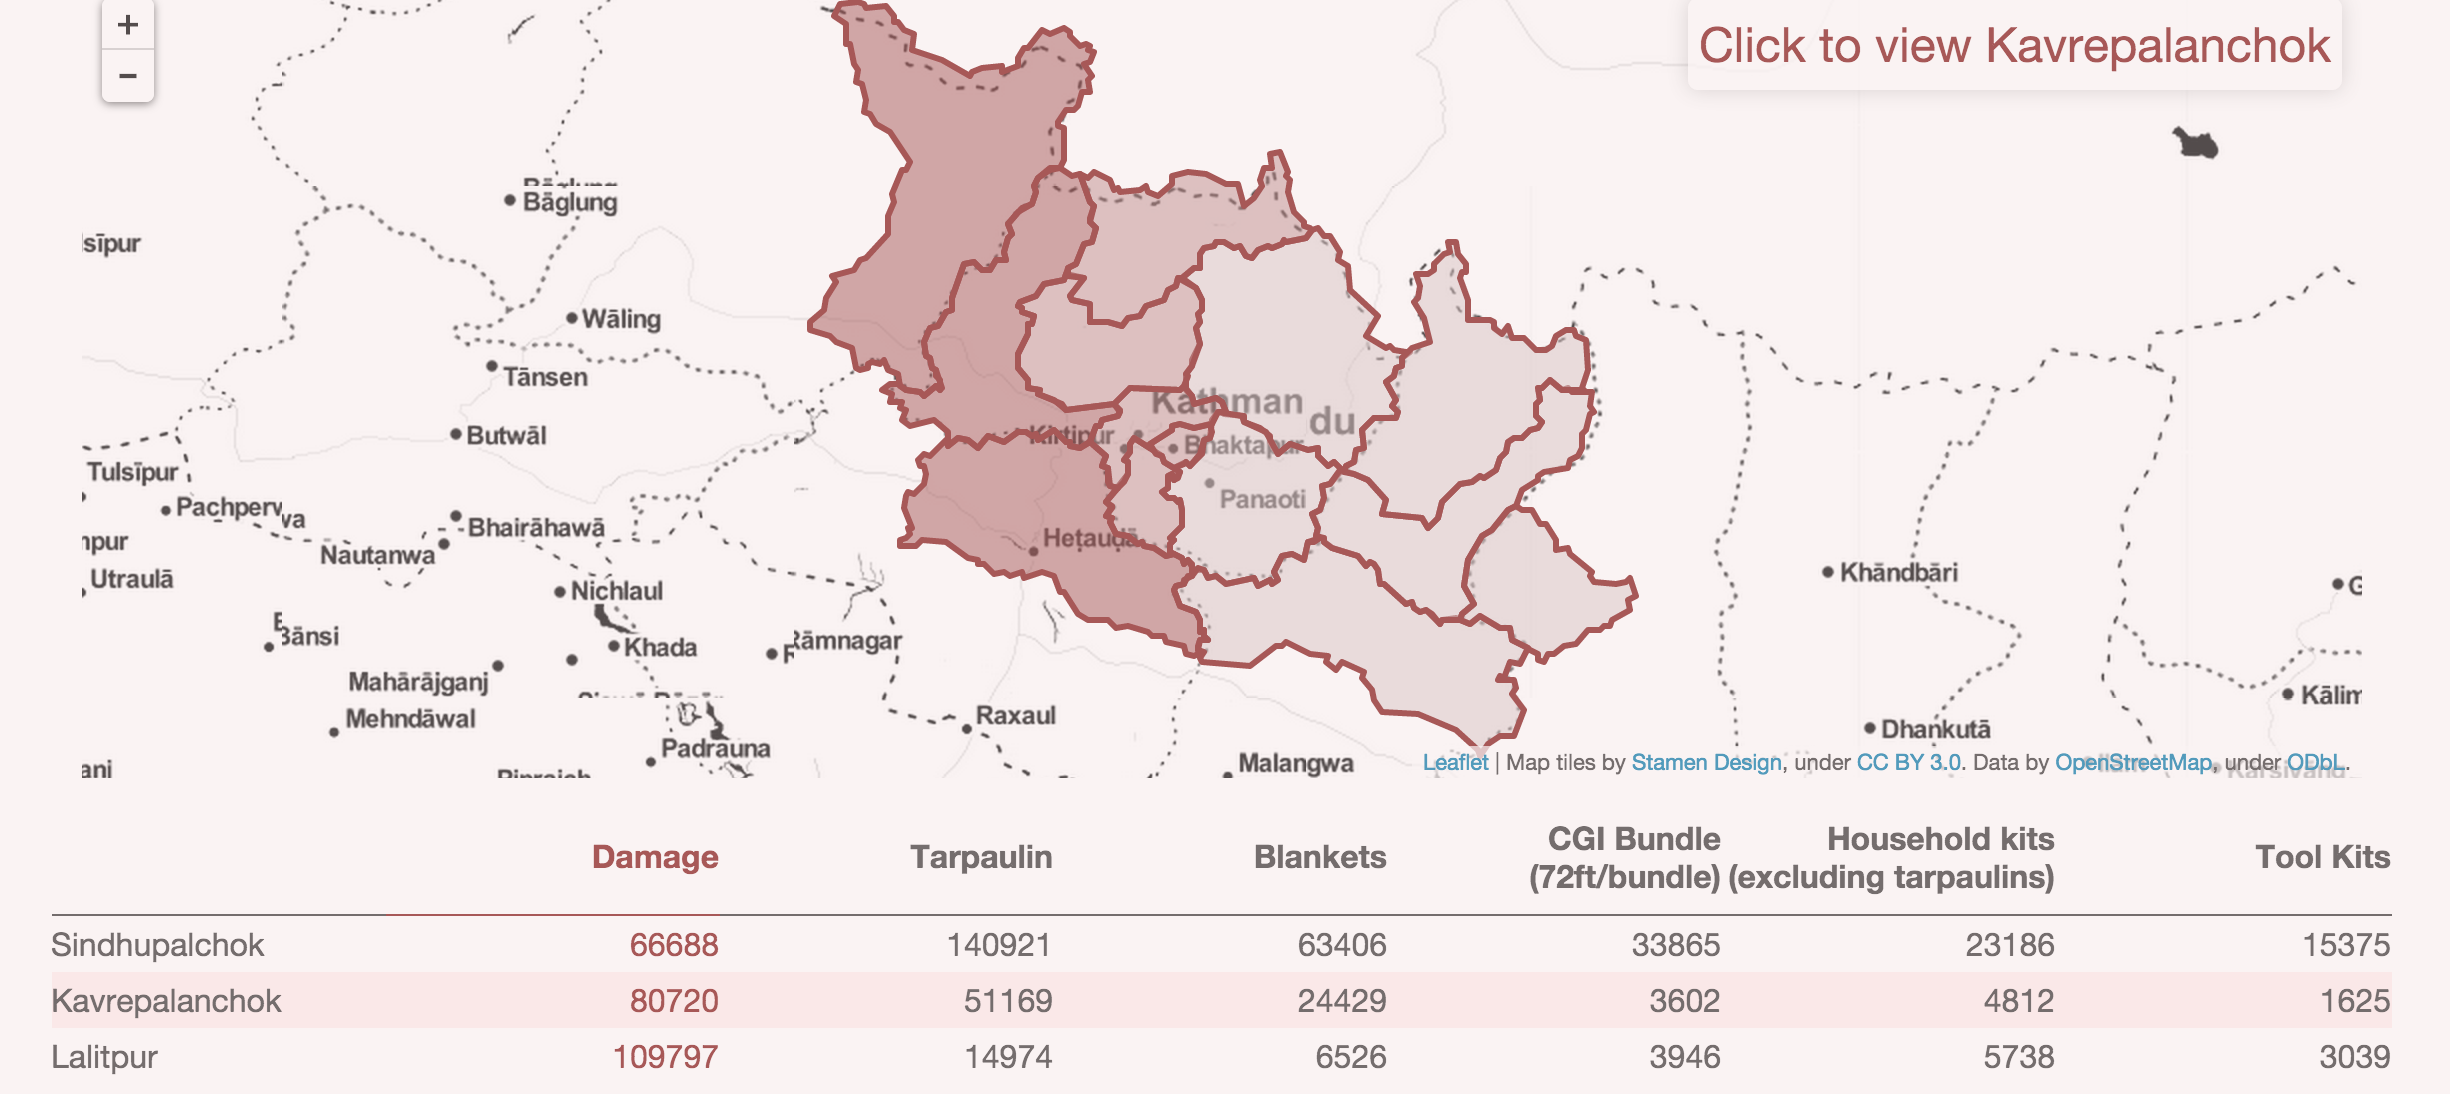 +
Click to view Kavrepalanchok
−
Bāglung
sīpur
Wāling
Tānsen
Kathman
du
Butwāl
Kirtipur
Bhaktapur
Tulsīpur
Panaoti
Pachperwa
Bhairāhawā
Hetaudā
Nautanwa
Utraulā
Khāndbāri
Nichlaul
Bānsi
Khada
Rāmnagar
Mahārājganj
Kālim
Mehndāwal
Raxaul
Dhankutā
Padrauna
Malangwa
Leaflet | Map tiles by Stamen Design, under CC BY 3.0. Data by OpenStreetMap, under ODbL.
Damage Tarpaulin Blankets CGI Bundle (72ft/bundle) Household kits (excluding tarpaulins) Tool Kits
Sindhupalchok 66688 140921 63406 33865 23186 15375
Kavrepalanchok 80720 51169 24429 3602 4812 1625
Lalitpur 109797 14974 6526 3946 5738 3039